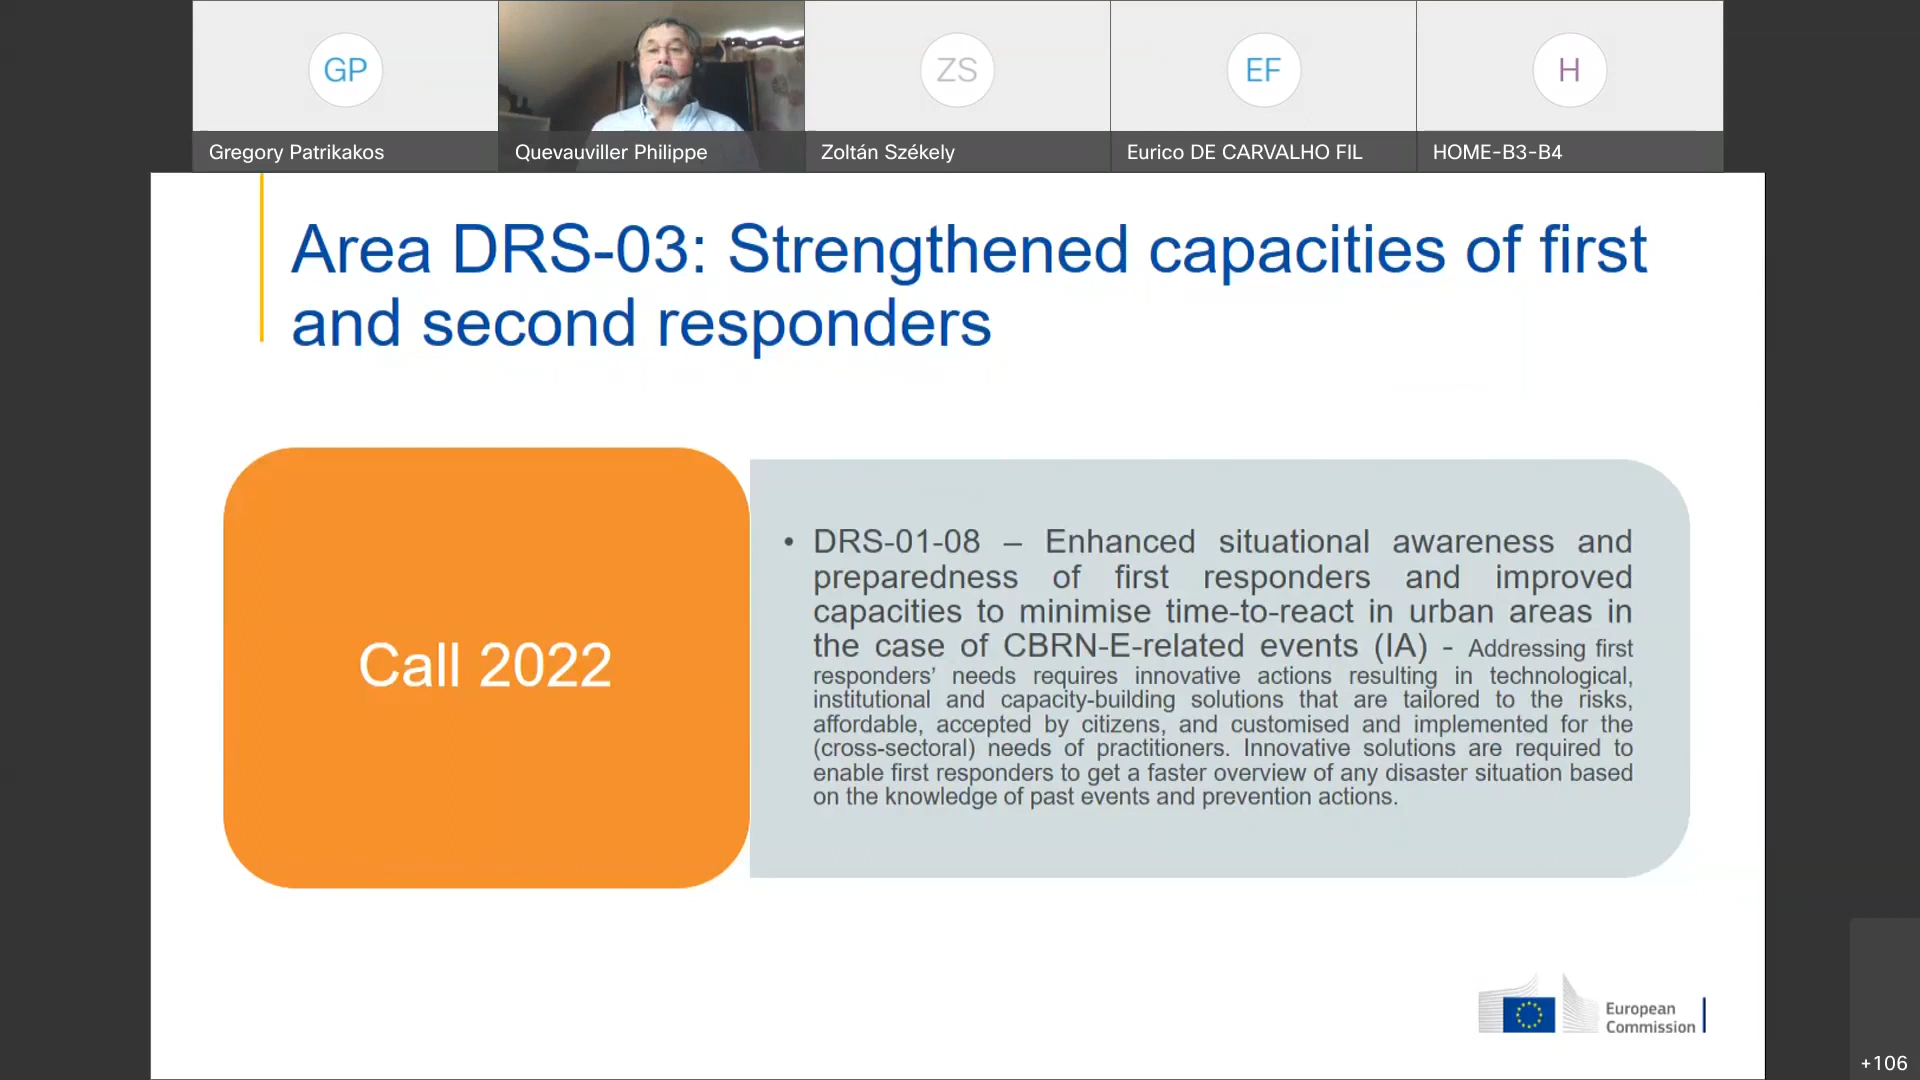 GP
ZS
EF
H
Gregory Patrikakos
Quevauviller Philippe
Zoltán Székely
Eurico DE CARVALHO FIL
HOME-B3-B4
Area DRS-03: Strengthened capacities of first
and second responders
Call 2022
• DRS-01-08 – Enhanced situational awareness and
preparedness of first responders and improved
capacities to minimise time-to-react in urban areas in
the case of CBRN-E-related events (IA) - Addressing first
responders’ needs requires innovative actions resulting in technological,
institutional and capacity-building solutions that are tailored to the risks,
affordable, accepted by citizens, and customised and implemented for the
(cross-sectoral) needs of practitioners. Innovative solutions are required to
enable first responders to get a faster overview of any disaster situation based
on the knowledge of past events and prevention actions.
European
Commission
+106